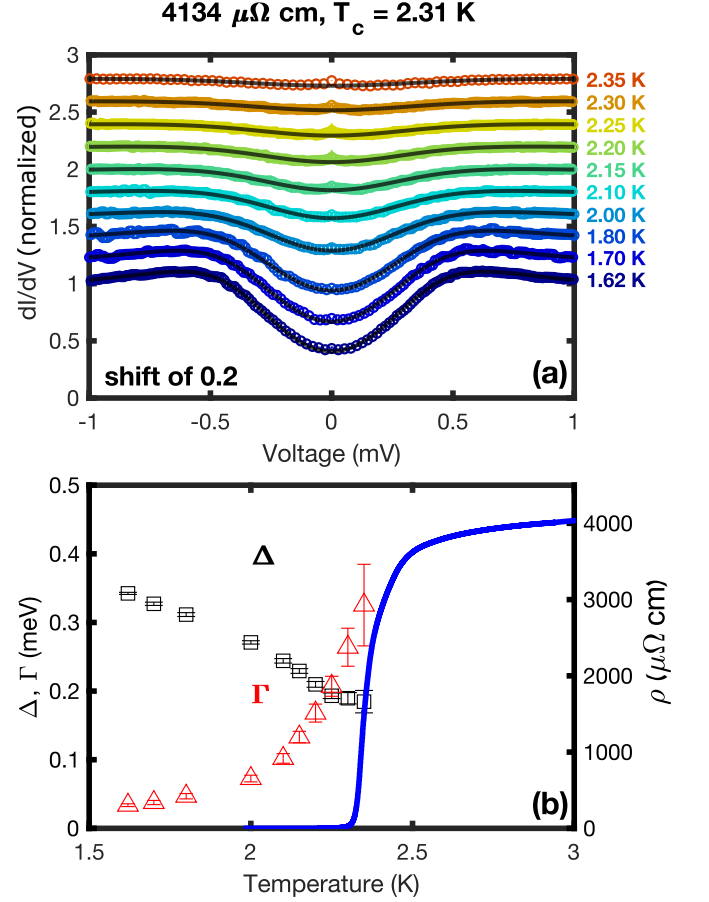 4134 μΩ cm, T_c = 2.31 K
3
2.5
2
1.5
1
0.5
0
dI/dV (normalized)
2.35 K
2.30 K
2.25 K
2.20 K
2.15 K
2.10 K
2.00 K
1.80 K
1.70 K
1.62 K
shift of 0.2
(a)
-1 -0.5 0 0.5 1
Voltage (mV)
0.5
0.4
0.3
0.2
0.1
0
Δ, Γ (meV)
Δ
Γ
4000
3000
2000
1000
0
ρ (μΩ cm)
(b)
1.5 2 2.5 3
Temperature (K)